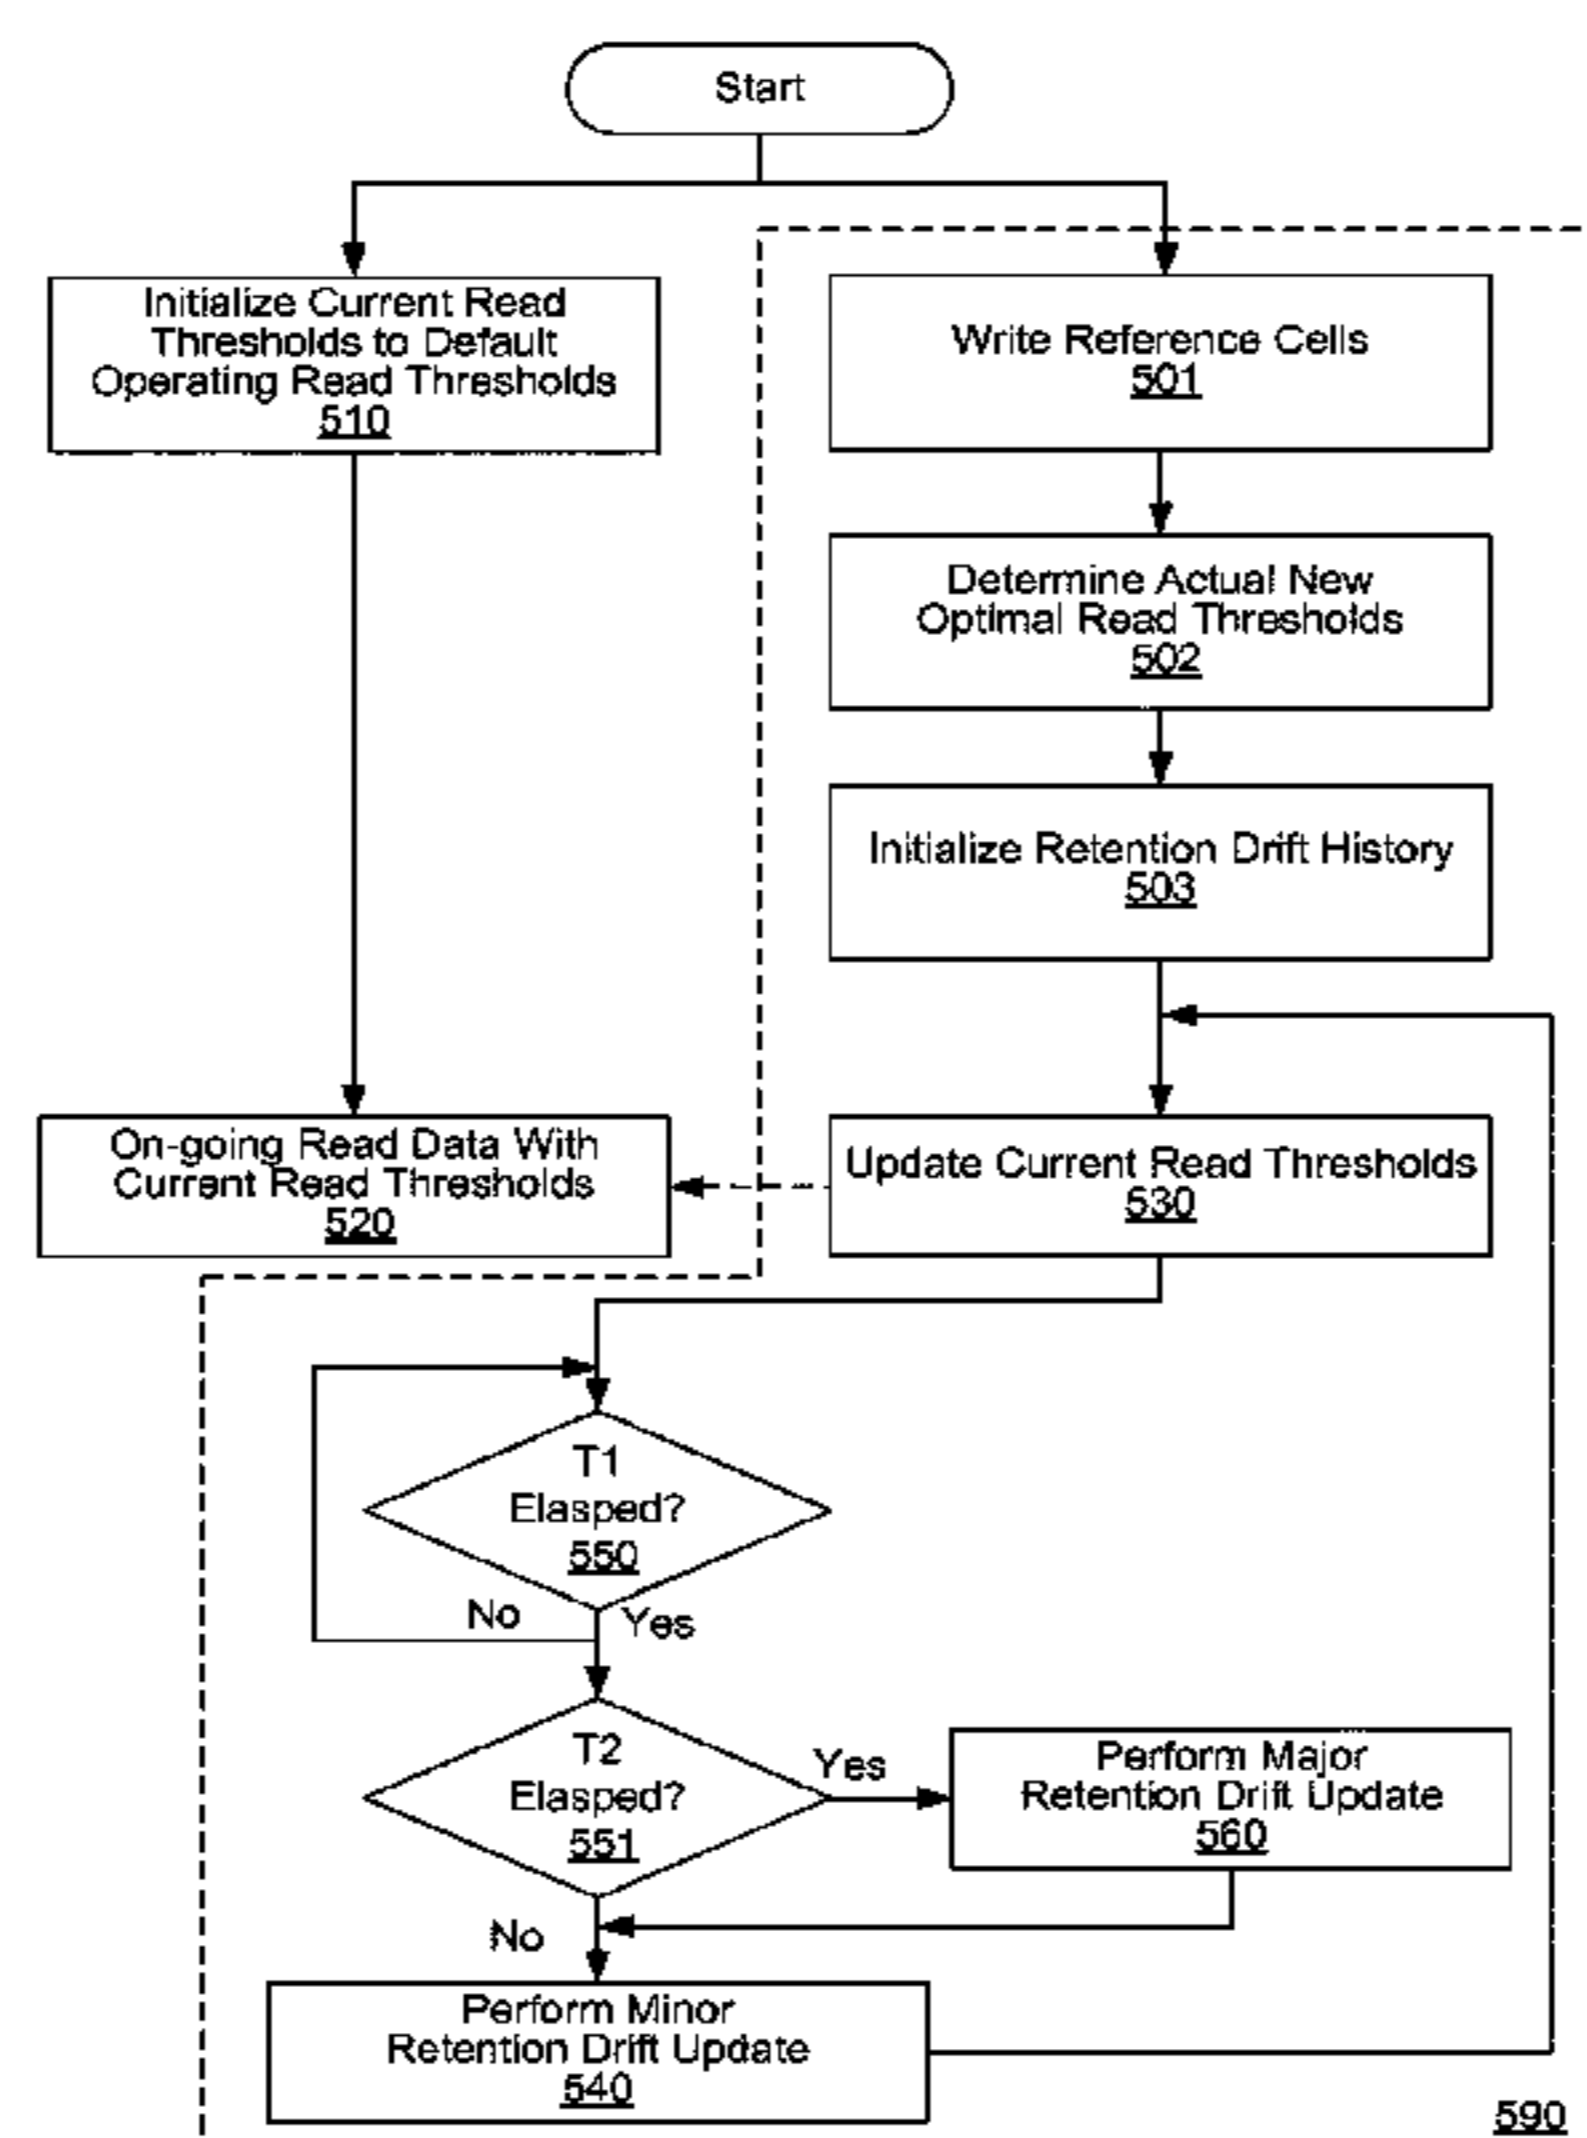 Start
Initialize Current Read
Thresholds to Default
Operating Read Thresholds
510
Write Reference Cells
501
Determine Actual New
Optimal Read Thresholds
502
Initialize Retention Drift History
503
On-going Read Data With
Current Read Thresholds
520
Update Current Read Thresholds
530
T1
Elasped?
550
No
Yes
T2
Elasped?
551
Yes
Perform Major
Retention Drift Update
560
No
Perform Minor
Retention Drift Update
540
590